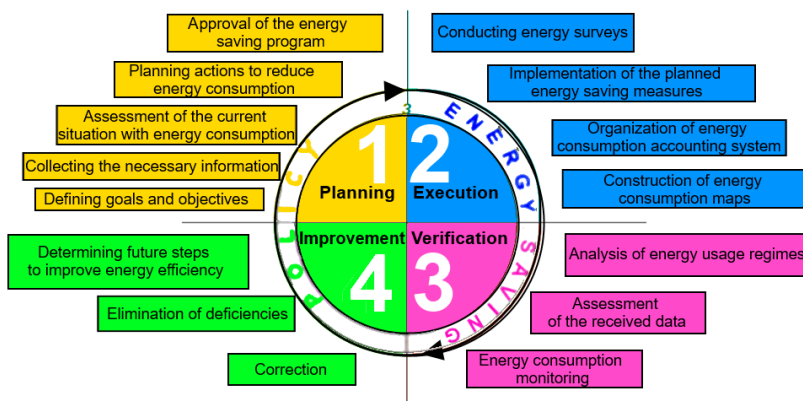 Approval of the energy
saving program
Planning actions to reduce
energy consumption
Assessment of the current
situation with energy consumption
Collecting the necessary information
Defining goals and objectives
Conducting energy surveys
Implementation of the planned
energy saving measures
Organization of energy
consumption accounting system
Construction of energy
consumption maps
3
ENERGY SAVING
POLICY
1
Planning
2
Execution
Improvement
4
Verification
3
Determining future steps
to improve energy efficiency
Elimination of deficiencies
Correction
Analysis of energy usage regimes
Assessment
of the received data
Energy consumption
monitoring